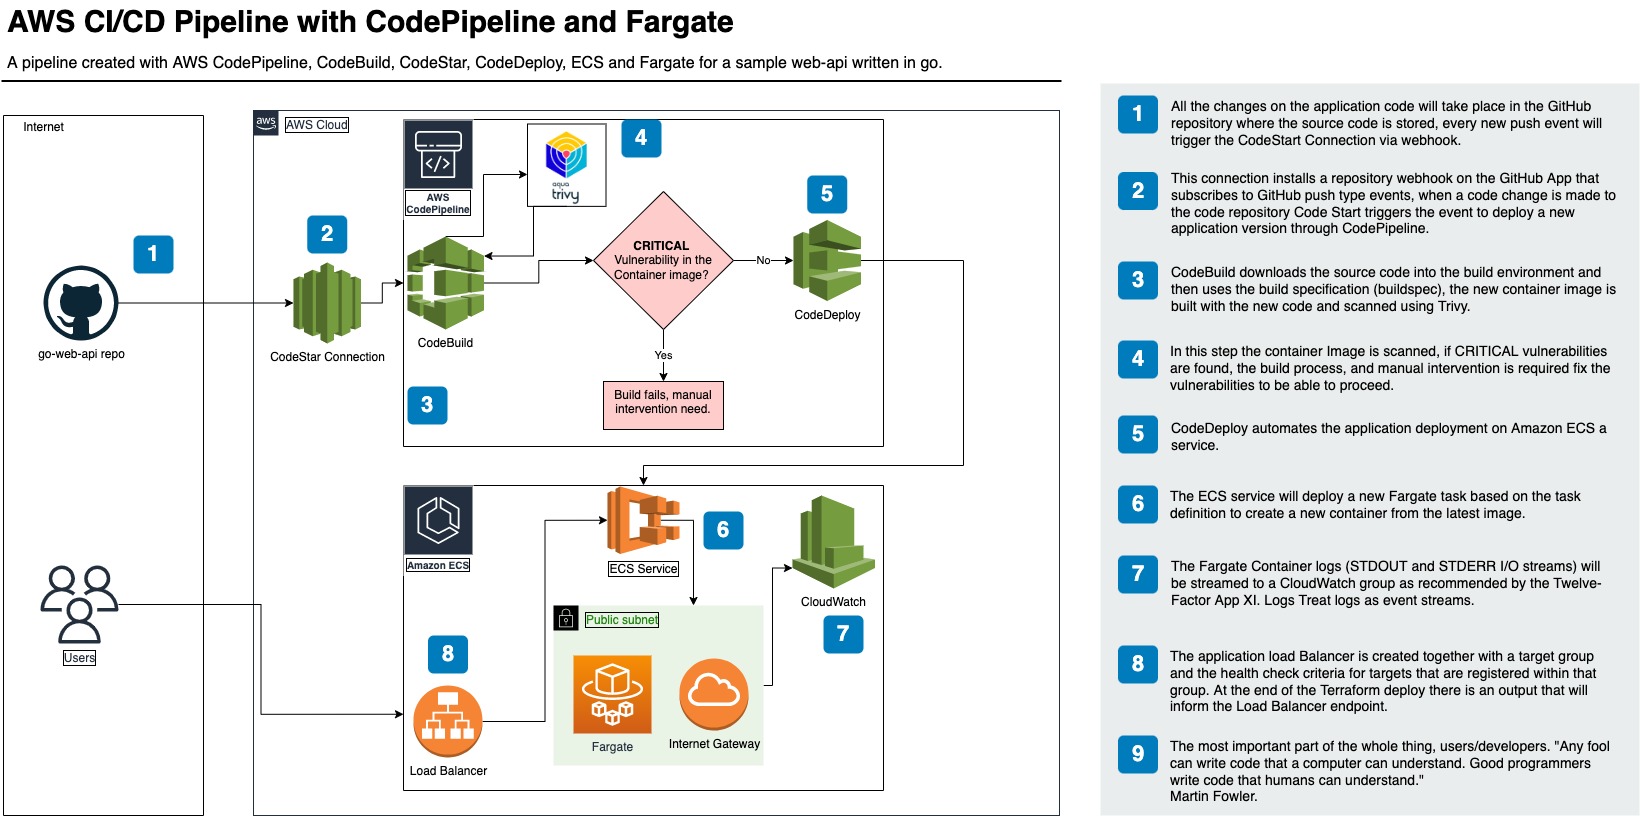 AWS CI/CD Pipeline with CodePipeline and Fargate
A pipeline created with AWS CodePipeline, CodeBuild, CodeStar, CodeDeploy, ECS and Fargate for a sample web-api written in go.
Internet
aws
AWS Cloud
AWS
CodePipeline
aqua
trivy
4
5
2
1
CRITICAL
Vulnerability in the
Container image?
No
CodeDeploy
CodeBuild
go-web-api repo
CodeStar Connection
Yes
3
Build fails, manual
intervention need.
Amazon ECS
ECS Service
6
CloudWatch
7
Public subnet
Users
8
Fargate
Internet Gateway
Load Balancer
1
All the changes on the application code will take place in the GitHub
repository where the source code is stored, every new push event will
trigger the CodeStart Connection via webhook.
2
This connection installs a repository webhook on the GitHub App that
subscribes to GitHub push type events, when a code change is made to
the code repository Code Start triggers the event to deploy a new
application version through CodePipeline.
3
CodeBuild downloads the source code into the build environment and
then uses the build specification (buildspec), the new container image is
built with the new code and scanned using Trivy.
4
In this step the container Image is scanned, if CRITICAL vulnerabilities
are found, the build process, and manual intervention is required fix the
vulnerabilities to be able to proceed.
5
CodeDeploy automates the application deployment on Amazon ECS a
service.
6
The ECS service will deploy a new Fargate task based on the task
definition to create a new container from the latest image.
7
The Fargate Container logs (STDOUT and STDERR I/O streams) will
be streamed to a CloudWatch group as recommended by the Twelve-
Factor App XI. Logs Treat logs as event streams.
8
The application load Balancer is created together with a target group
and the health check criteria for targets that are registered within that
group. At the end of the Terraform deploy there is an output that will
inform the Load Balancer endpoint.
9
The most important part of the whole thing, users/developers. "Any fool
can write code that a computer can understand. Good programmers
write code that humans can understand."
Martin Fowler.